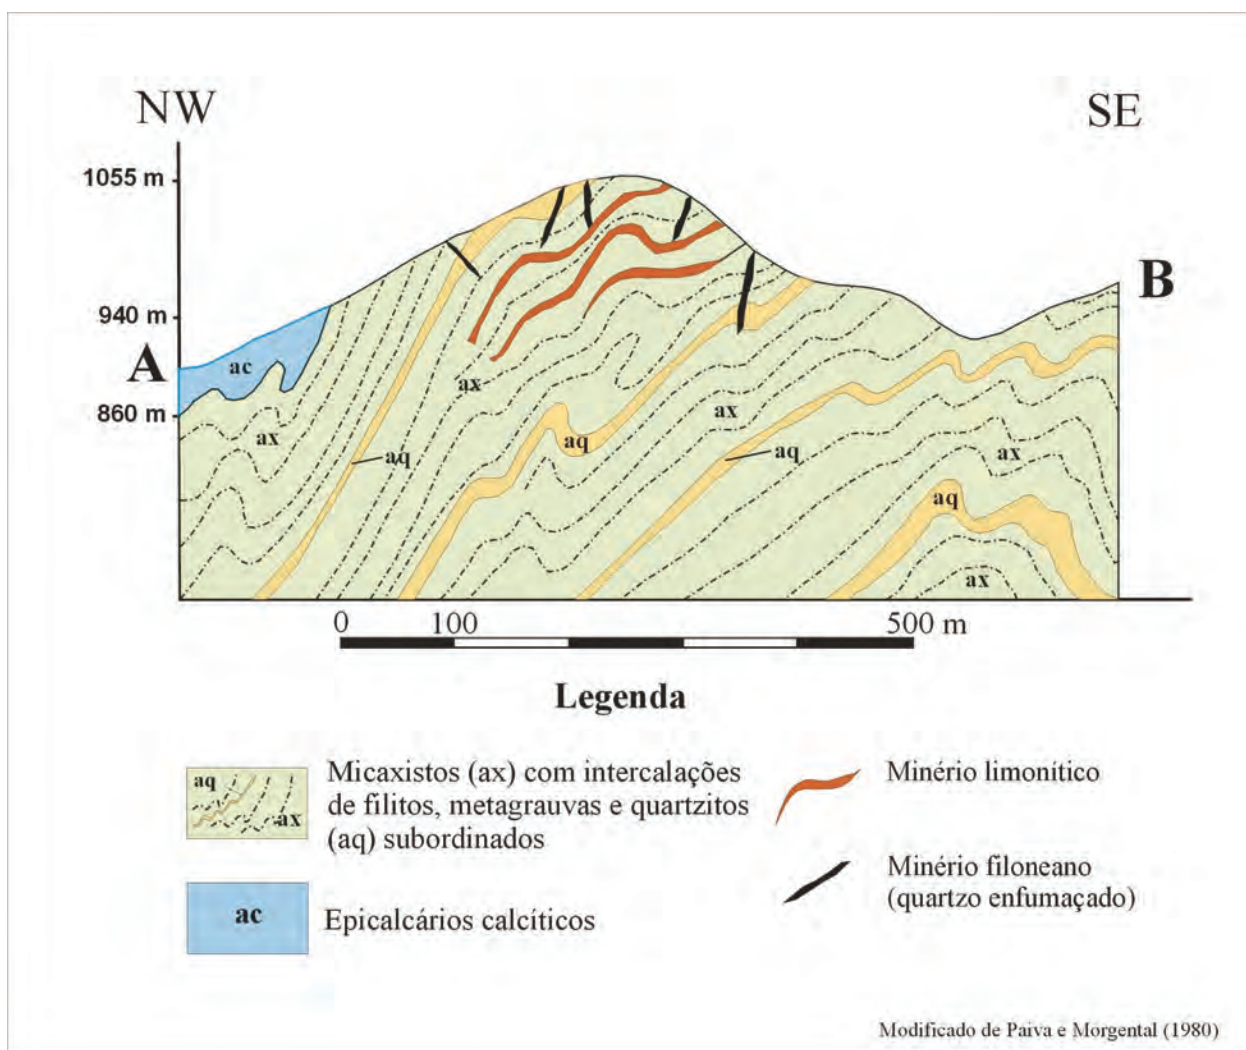 NW
SE
1055 m
940 m
B
A
ac
860 m
ax
ax
aq
aq
ax
aq
ax
aq
ax
0
100
500 m
Legenda
aq
ax
Micaxistos (ax) com intercalações
de filitos, metagrauvas e quartzitos
(aq) subordinados
ac
Epicalcários calcíticos
Minério limonítico
Minério filoneano
(quartzo enfumaçado)
Modificado de Paiva e Morgental (1980)